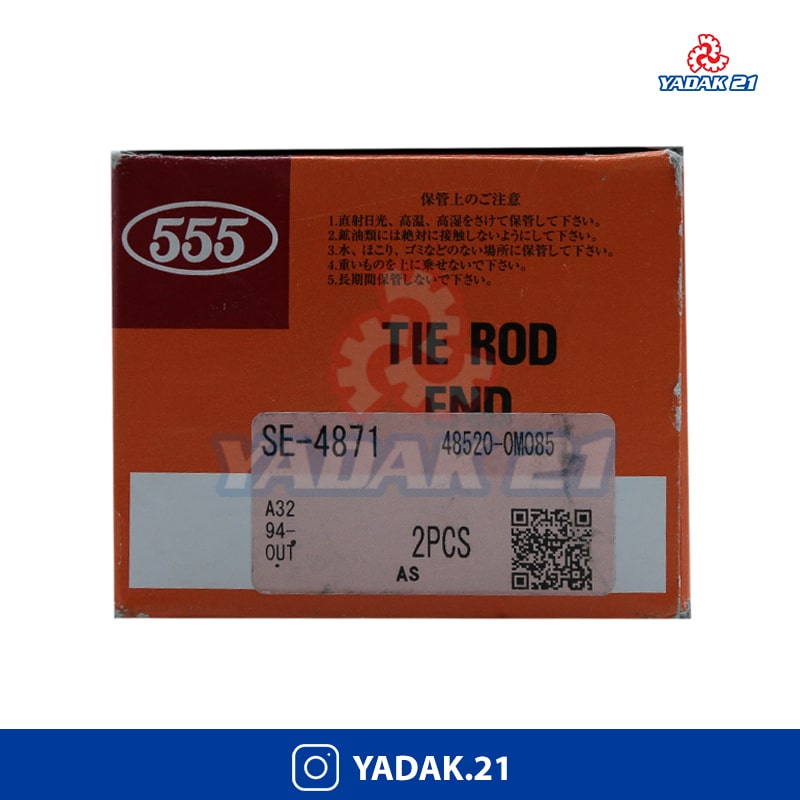 YADAK 21
555
保管上のご注意
1.直射日光、高温、高湿をさけて保管して下さい。
2.鉱油類には絶対に接触しないようにして下さい。
3.水、ほこり、ゴミなどのない場所に保管して下さい。
4.重いものを上に乗せないで下さい。
5.長期間保管しないで下さい。
TIE ROD
END
SE-4871 48520-0M085
YADAK 21
A32
94-
OUT
2PCS
AS
YADAK.21